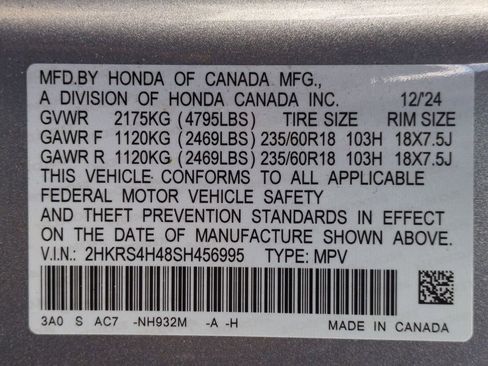 MFD.BY HONDA OF CANADA MFG.,
A DIVISION OF HONDA CANADA INC. 12/'24
GVWR 2175KG (4795LBS) TIRE SIZE RIM SIZE
GAWR F 1120KG (2469LBS) 235/60R18 103H 18X7.5J
GAWR R 1120KG (2469LBS) 235/60R18 103H 18X7.5J
THIS VEHICLE CONFORMS TO ALL APPLICABLE
FEDERAL MOTOR VEHICLE SAFETY
AND THEFT PREVENTION STANDARDS IN EFFECT
ON THE DATE OF MANUFACTURE SHOWN ABOVE.
V.I.N.: 2HKRS4H48SH456995 TYPE: MPV
3A0 S AC7 -NH932M -A -H MADE IN CANADA